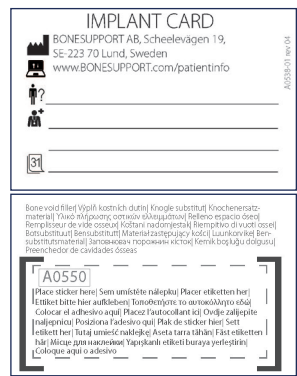 IMPLANT CARD
BONESUPPORT AB, Scheelevägen 19,
SE-223 70 Lund, Sweden
www.BONESUPPORT.com/patientinfo
A0538-01 rev 04
?
31
Bone void filler| Výplň kostních dutin| Knogle substitut| Knochenersatz-
material| Υλικό πλήρωσης οστικών ελλειμμάτων| Relleno espacio óseo|
Remplisseur de vide osseux| Koštani nadomjestak| Riempitivo di vuoti ossei|
Botsubstituut| Bensubstitutt| Materiał zastępujący kości| Luunkorvike| Ben-
substitutsmaterial| Заповнювач порожнин кісток| Kemik boşluğu dolgusu|
Preenchedor de cavidades ósseas
A0550
Place sticker here| Sem umístěte nálepku| Placer etiketten her|
Etikett bitte hier aufkleben| Τοποθετήστε το αυτοκόλλητο εδώ|
Colocar el adhesivo aquí| Placez l'autocollant ici| Ovdje zalijepite
naljepnicu| Posiziona l'adesivo qui| Plak de sticker hier| Sett
etikett her| Tutaj umieść naklejkę| Aseta tarra tähän| Fäst etiketten
här| Місце для наклейки| Yapışkanlı etiketi buraya yerleştirin|
Coloque aqui o adesivo